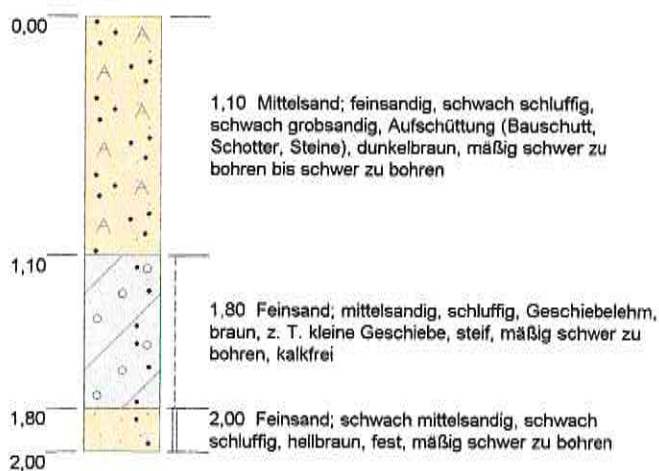 0,00
1,10 Mittelsand; feinsandig, schwach schluffig,
schwach grobsandig, Aufschüttung (Bauschutt,
Schotter, Steine), dunkelbraun, mäßig schwer zu
bohren bis schwer zu bohren
1,10
1,80 Feinsand; mittelsandig, schluffig, Geschiebelehm,
braun, z. T. kleine Geschiebe, steif, mäßig schwer zu
bohren, kalkfrei
1,80
2,00 Feinsand; schwach mittelsandig, schwach
schluffig, hellbraun, fest, mäßig schwer zu bohren
2,00